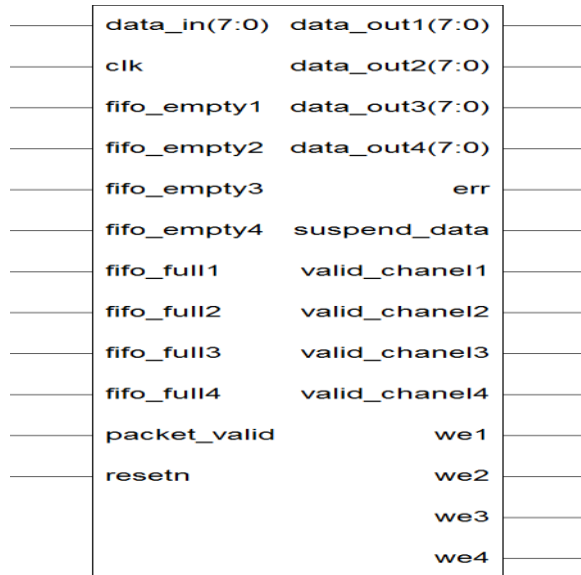 data_in(7:0) data_out1(7:0)
clk data_out2(7:0)
fifo_empty1 data_out3(7:0)
fifo_empty2 data_out4(7:0)
fifo_empty3 err
fifo_empty4 suspend_data
fifo_full1 valid_chanel1
fifo_full2 valid_chanel2
fifo_full3 valid_chanel3
fifo_full4 valid_chanel4
packet_valid we1
resetn we2
we3
we4